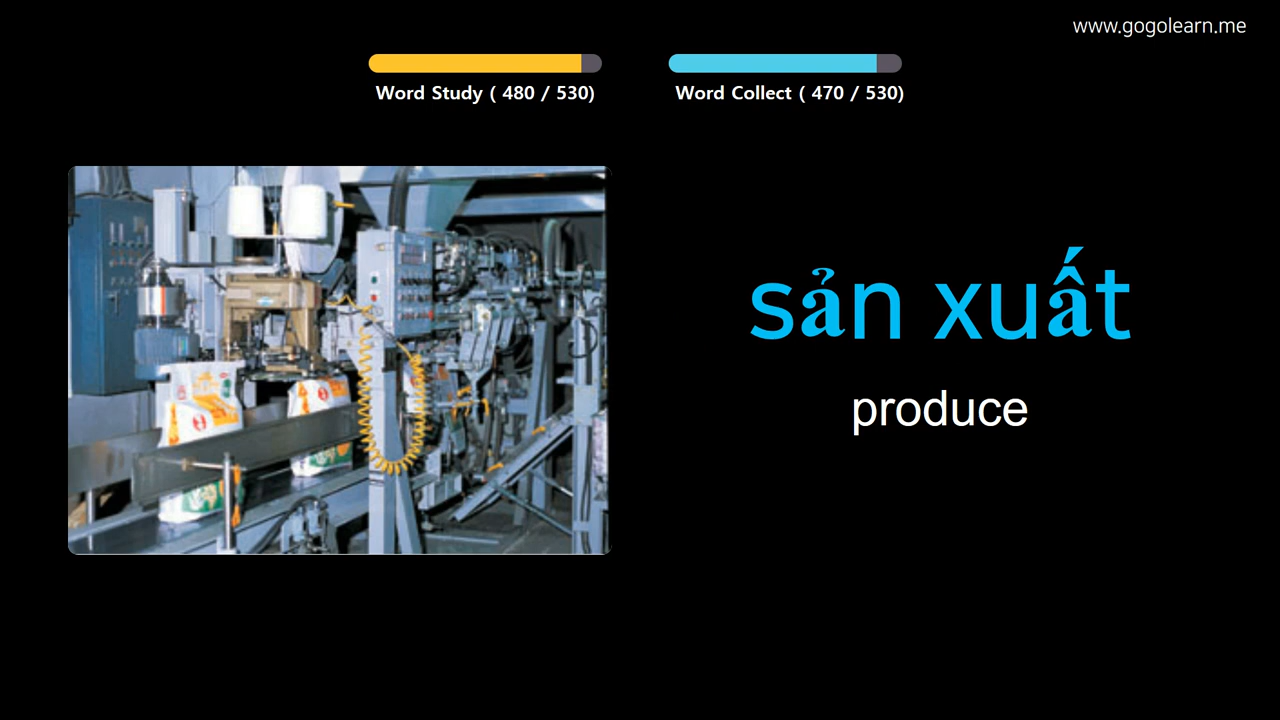 www.gogolearn.me
Word Study ( 480 / 530)
Word Collect ( 470 / 530)
sản xuất
produce